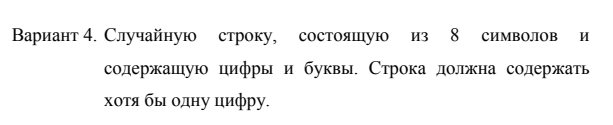 Вариант 4. Случайную строку, состоящую из 8 символов и
содержащую цифры и буквы. Строка должна содержать
хотя бы одну цифру.